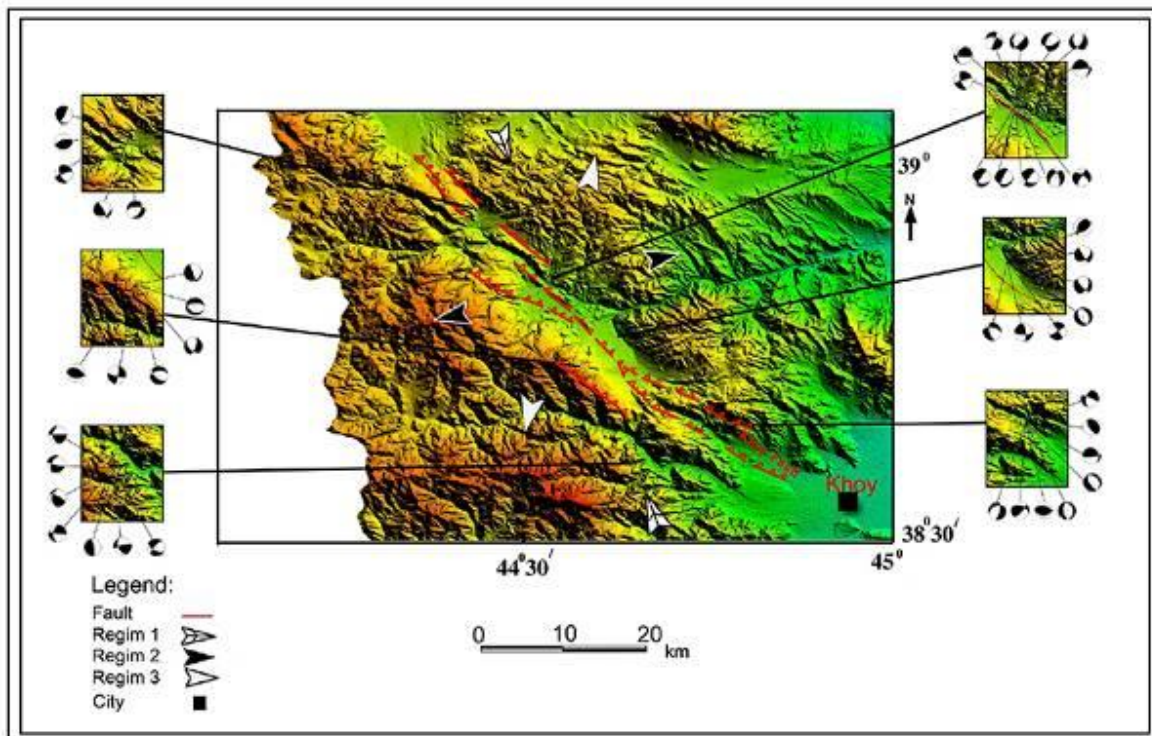 39°
N
Khoy
38°30′
44°30′
45°
Legend:
Fault
Regim 1
Regim 2
Regim 3
City
0 10 20
km